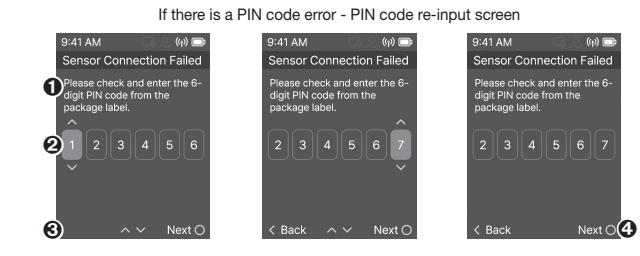 If there is a PIN code error - PIN code re-input screen
9:41 AM
Sensor Connection Failed
❶ Please check and enter the 6-
digit PIN code from the
package label.
❷ 1 2 3 4 5 6
❸ Next
9:41 AM
Sensor Connection Failed
Please check and enter the 6-
digit PIN code from the
package label.
2 3 4 5 6 7
< Back Next
9:41 AM
Sensor Connection Failed
Please check and enter the 6-
digit PIN code from the
package label.
2 3 4 5 6 7
< Back Next ❹